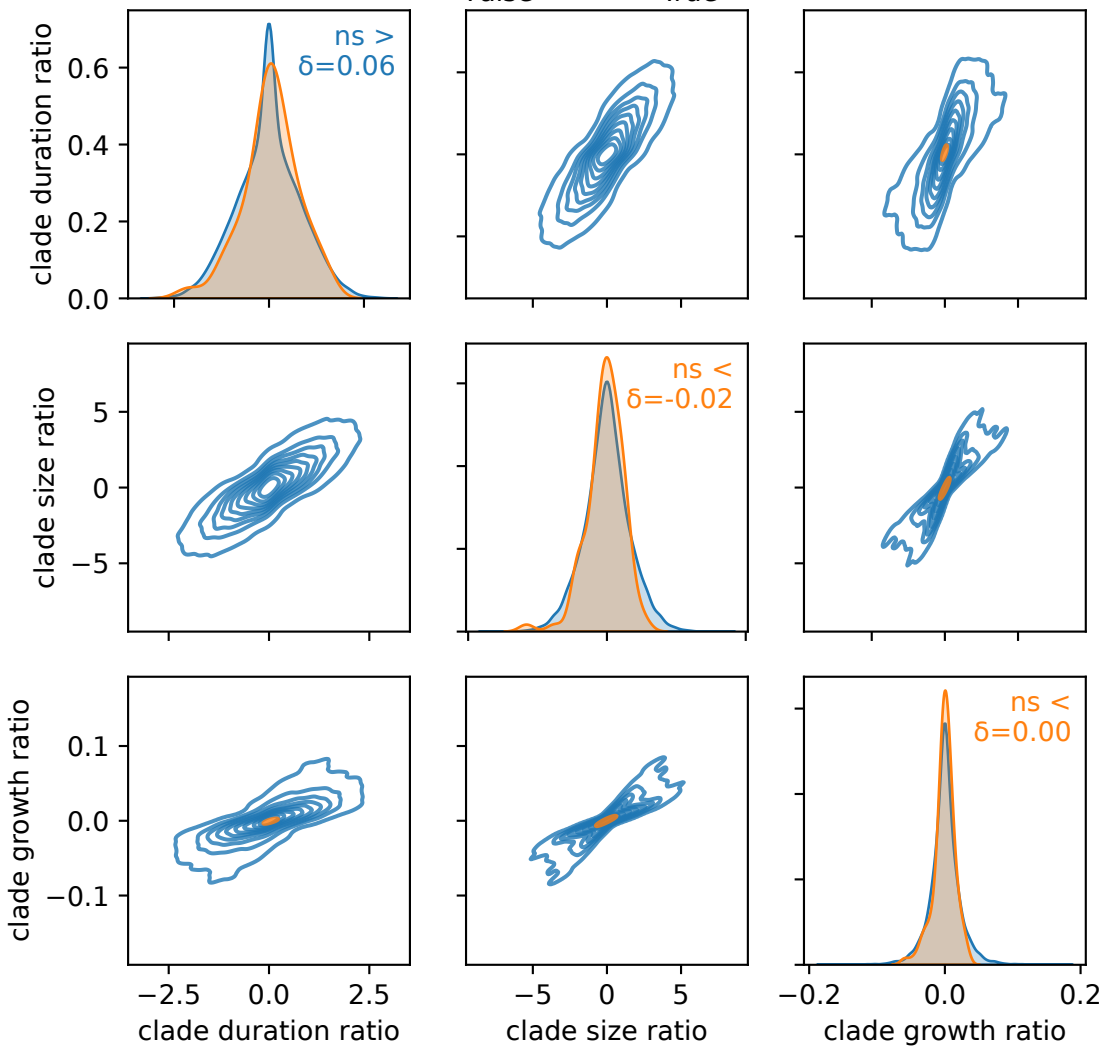 clade duration ratio
0.6
0.4
0.2
0.0
ns >
δ=0.06
clade size ratio
5
0
−5
ns <
δ=-0.02
clade growth ratio
0.1
0.0
−0.1
ns <
δ=0.00
−2.5 0.0 2.5
−5 0 5
−0.2 0.0 0.2
clade duration ratio
clade size ratio
clade growth ratio